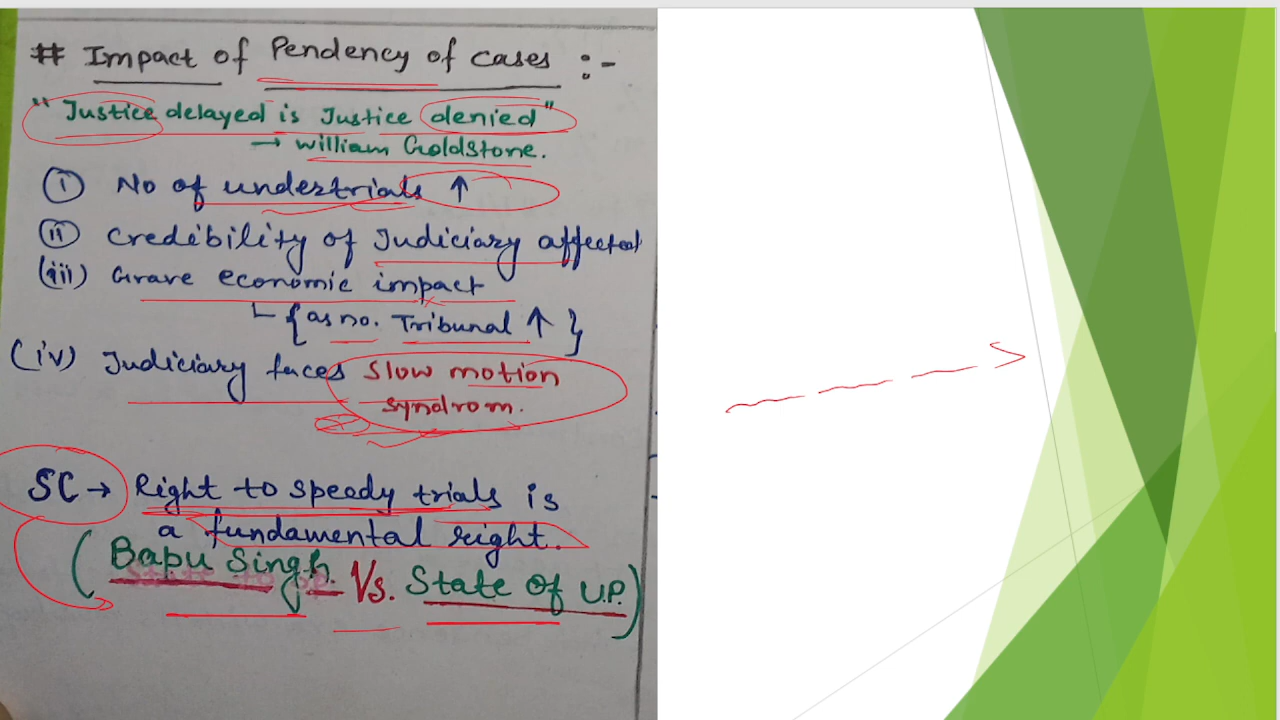 # Impact of Pendency of cases :-
"Justice delayed is Justice denied"
→ william Goldstone.
(i) No of undertrials ↑
(ii) Credibility of Judiciary affected
(iii) Grave economic impact
{as no. Tribunal ↑ }
(iv) Judiciary faces slow motion
syndrom.
SC → Right to speedy trials is
a fundamental right.
(Bapu Singh Vs. State of U.P.)